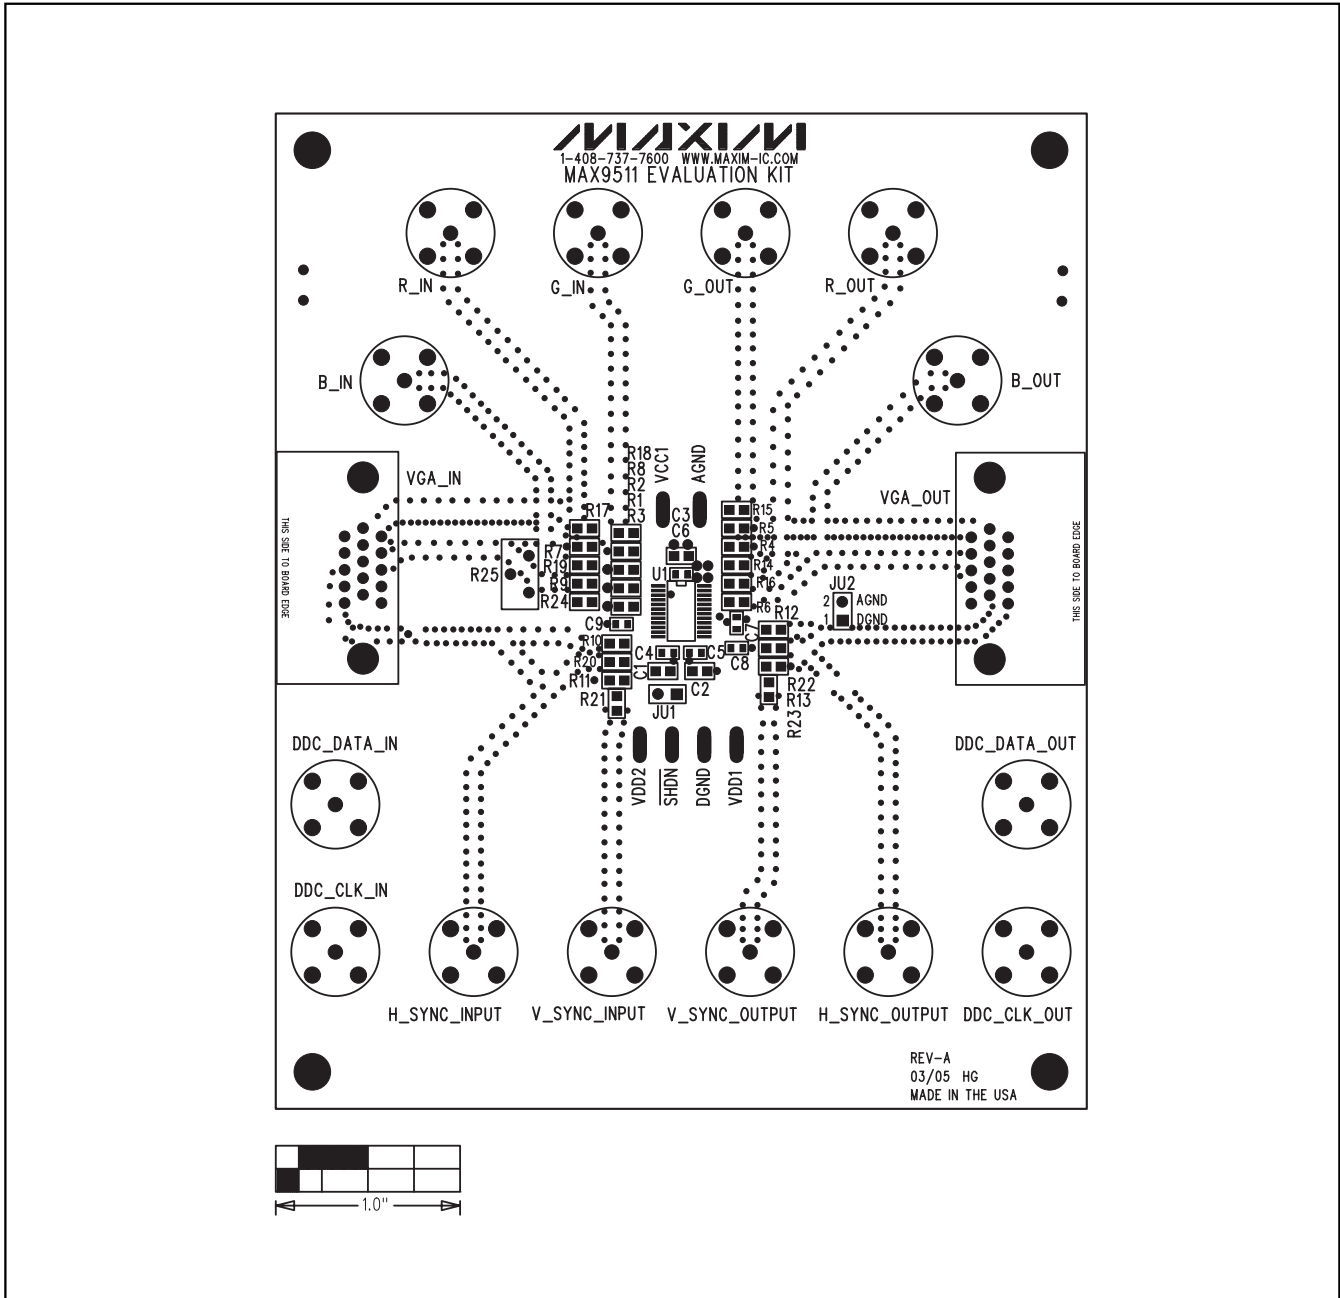 MAXIM
1-408-737-7600 WWW.MAXIM-IC.COM
MAX9511 EVALUATION KIT
R_IN
G_IN
G_OUT
R_OUT
B_IN
B_OUT
VGA_IN
R18
R8
R2
R1
R3
VCC1
AGND
VGA_OUT
THIS SIDE TO BOARD EDGE
R17
R7
R19
R9
R24
R25
C3
C6
U1
R15
R5
R4
R14
R16
R6
JU2
2 AGND
1 DGND
THIS SIDE TO BOARD EDGE
C9
R10
R20
R11
R21
C4
C1
C5
C2
C7
C8
R12
R22
R13
R23
JU1
VDD2
SHDN
DGND
VDD1
DDC_DATA_IN
DDC_DATA_OUT
DDC_CLK_IN
H_SYNC_INPUT
V_SYNC_INPUT
V_SYNC_OUTPUT
H_SYNC_OUTPUT
DDC_CLK_OUT
REV-A
03/05 HG
MADE IN THE USA
1.0"